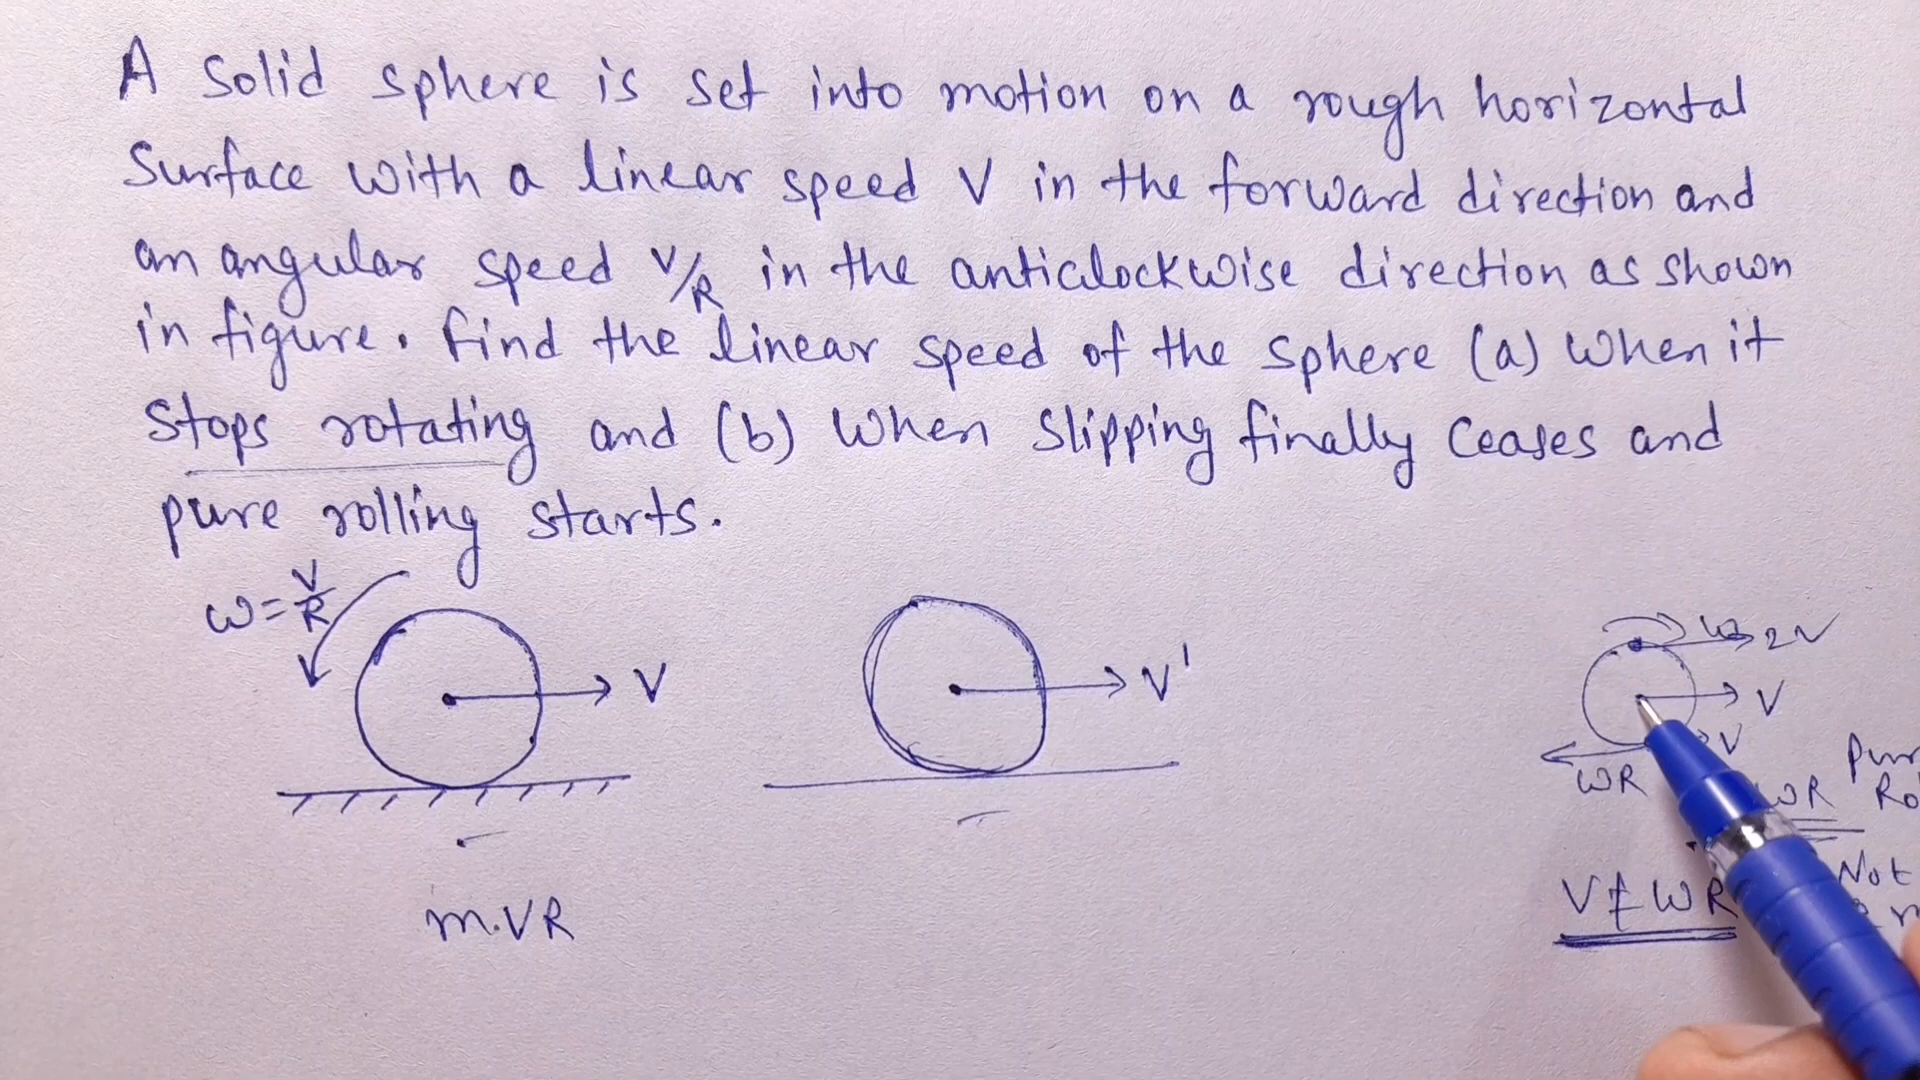 A Solid sphere is set into motion on a rough horizontal
Surface with a linear speed V in the forward direction and
an angular speed V/R in the anticlockwise direction as shown
in figure. find the linear speed of the sphere (a) when it
stops rotating and (b) when slipping finally ceases and
pure rolling starts.
ω = V/R
V
V'
ω 2V
V
V
ωR
ωR
V ≠ ωR
Not
m.VR